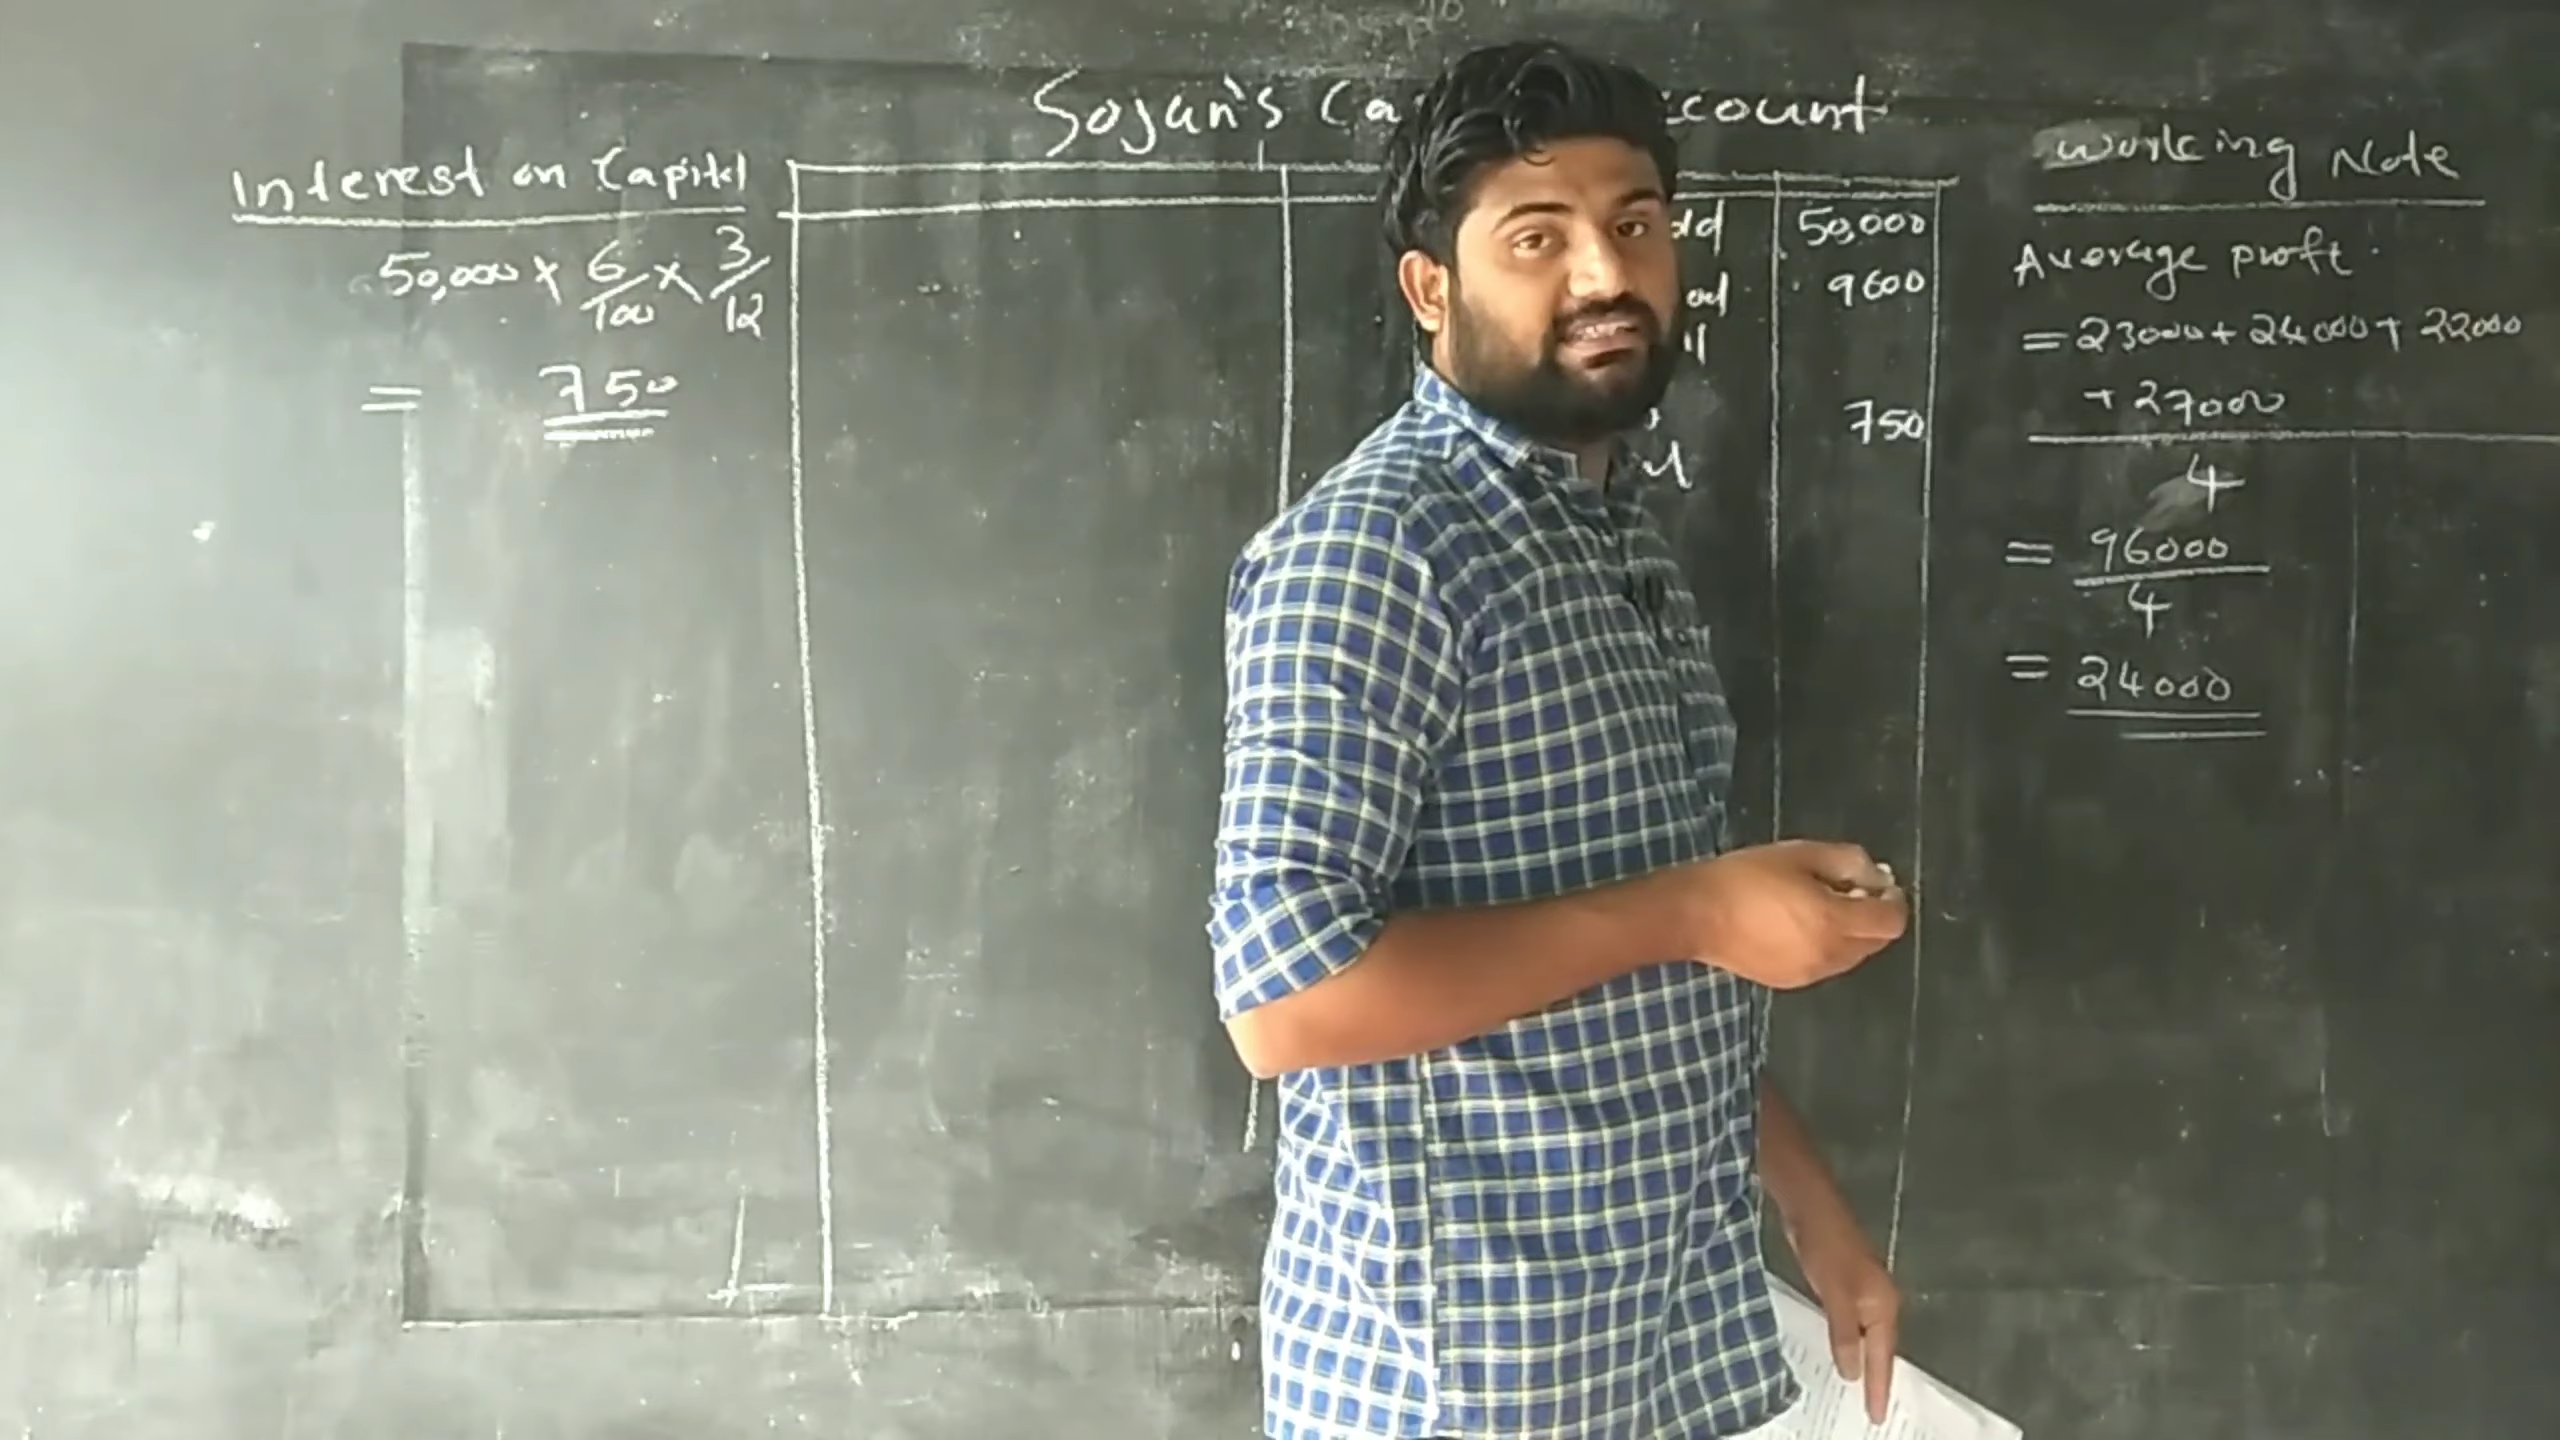 Sojan's Ca count
Interest on Capital
50,000 × 6/100 × 3/12
= 750
50,000
9600
750
Working Note
Average profit
= 23000 + 24000 + 22000
+ 27000
4
= 96000
4
= 24000